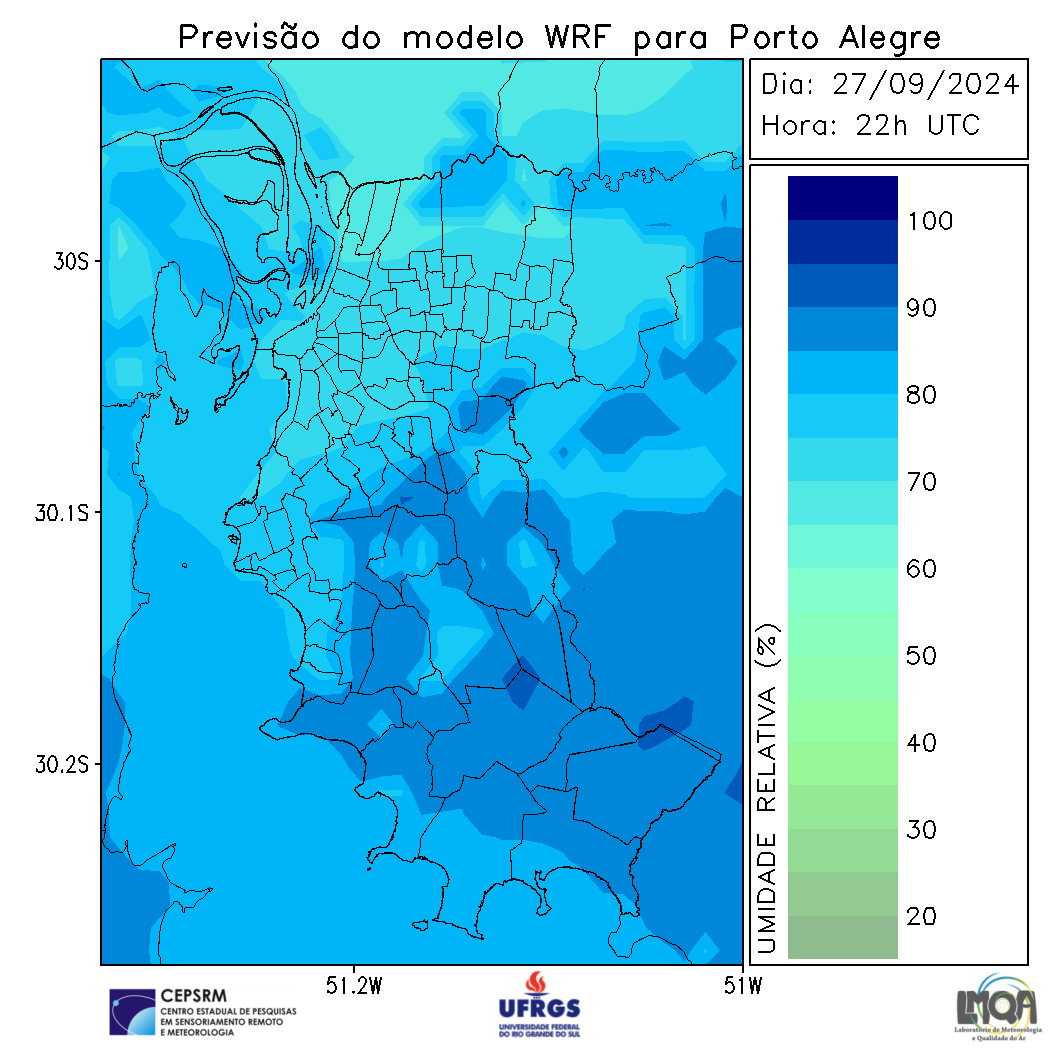 Previsão do modelo WRF para Porto Alegre
Dia: 27/09/2024
Hora: 22h UTC
30S
30.1S
30.2S
51.2W
51W
100
90
80
70
60
50
40
30
20
UMIDADE RELATIVA (%)
CEPSRM
CENTRO ESTADUAL DE PESQUISAS
EM SENSORIAMENTO REMOTO
E METEOROLOGIA
UFRGS
UNIVERSIDADE FEDERAL
DO RIO GRANDE DO SUL
LMQA
Laboratório de Meteorologia
e Qualidade do Ar